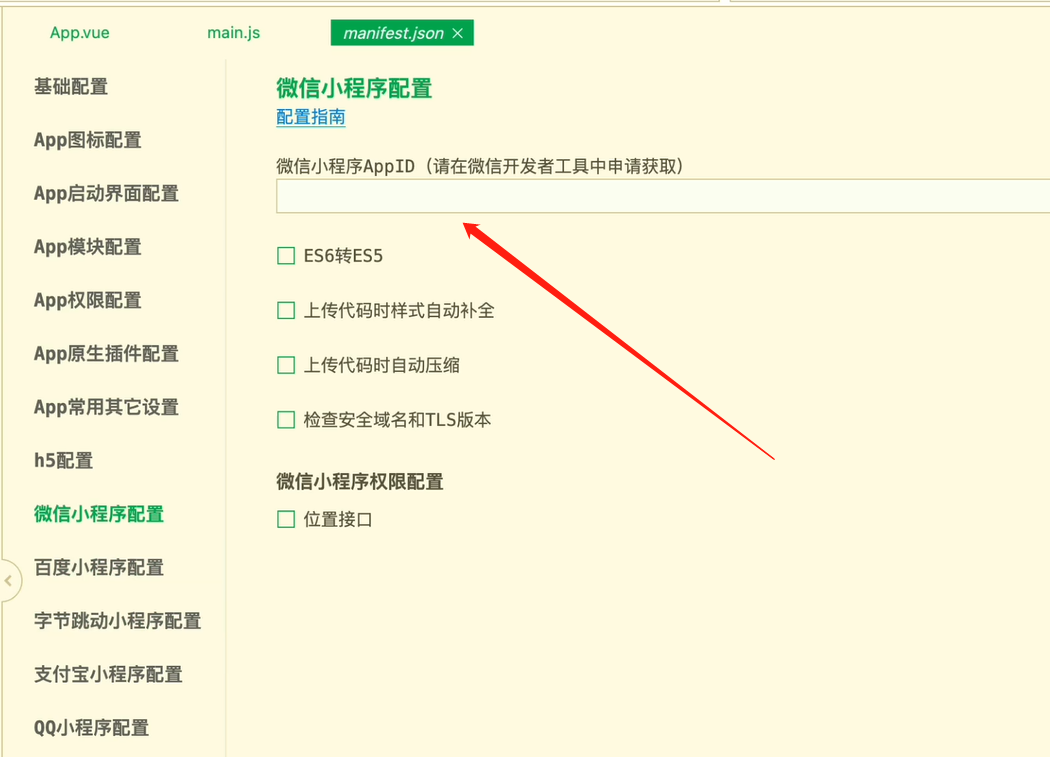 App.vue main.js manifest.json
基础配置
App图标配置
App启动界面配置
App模块配置
App权限配置
App原生插件配置
App常用其它设置
h5配置
微信小程序配置
百度小程序配置
字节跳动小程序配置
支付宝小程序配置
QQ小程序配置
微信小程序配置
配置指南
微信小程序AppID（请在微信开发者工具中申请获取）
ES6转ES5
上传代码时样式自动补全
上传代码时自动压缩
检查安全域名和TLS版本
微信小程序权限配置
位置接口